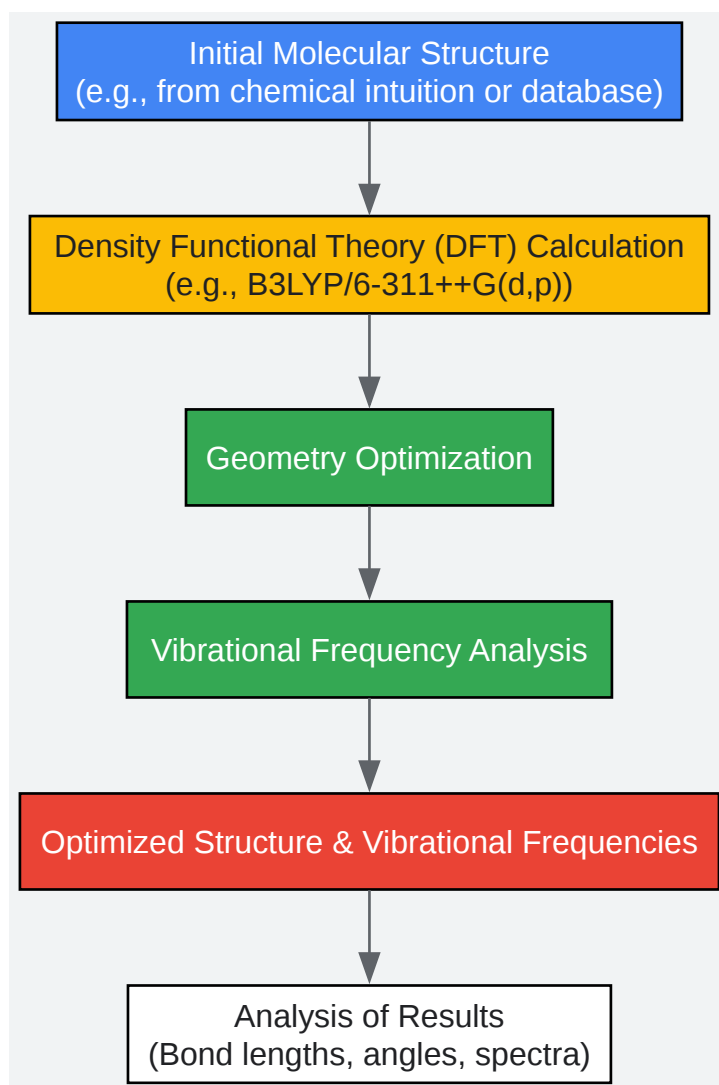 Initial Molecular Structure
(e.g., from chemical intuition or database)
Density Functional Theory (DFT) Calculation
(e.g., B3LYP/6-311++G(d,p))
Geometry Optimization
Vibrational Frequency Analysis
Optimized Structure & Vibrational Frequencies
Analysis of Results
(Bond lengths, angles, spectra)